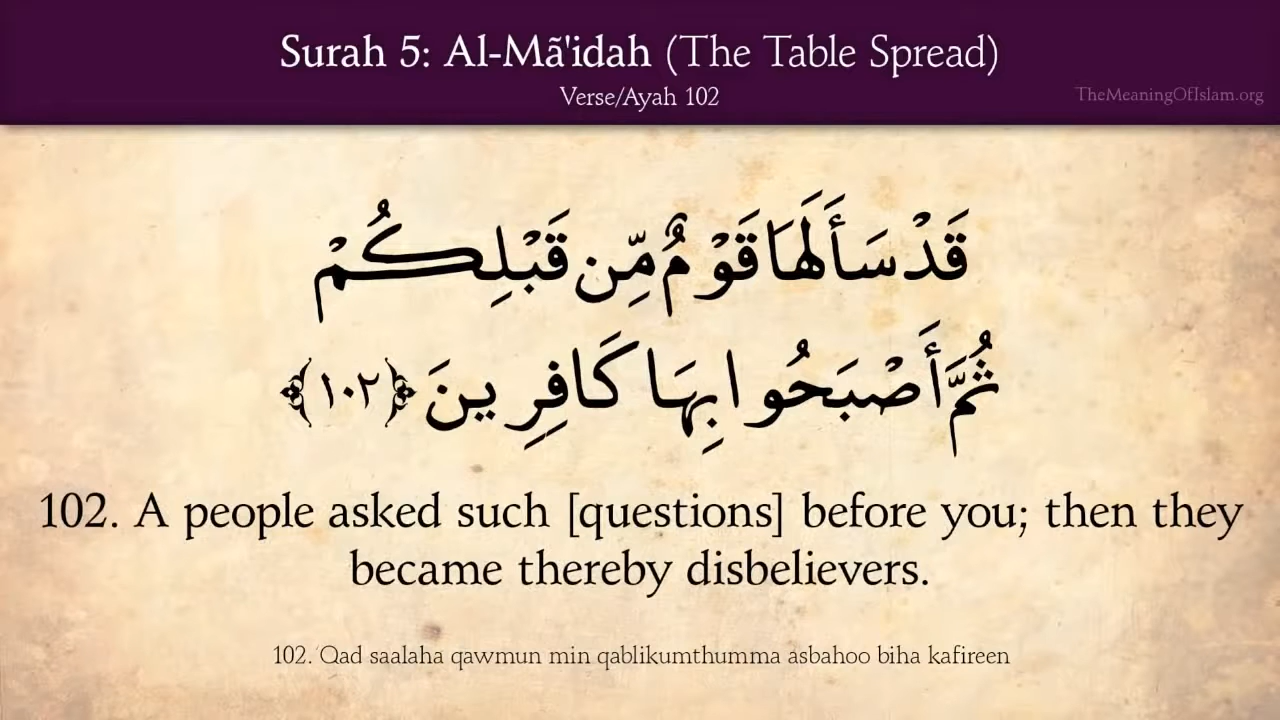 Surah 5: Al-Mã'idah (The Table Spread)
Verse/Ayah 102
TheMeaningOfIslam.org
قَدْ سَأَلَهَا قَوْمٌ مِّن قَبْلِكُمْ
ثُمَّ أَصْبَحُوا بِهَا كَافِرِينَ ﴿١٠٢﴾
102. A people asked such [questions] before you; then they
became thereby disbelievers.
102. Qad saalaha qawmun min qablikumthumma asbahoo biha kafireen